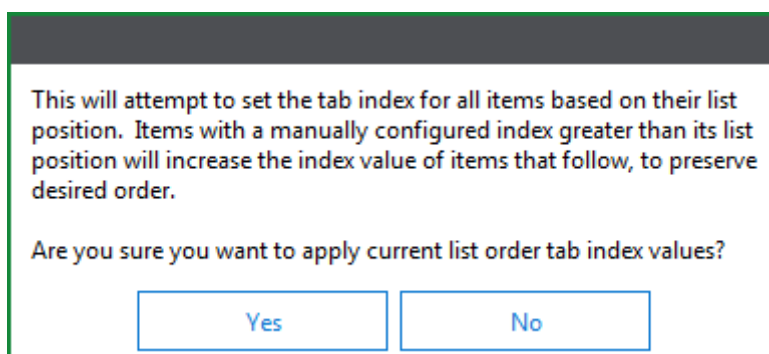 This will attempt to set the tab index for all items based on their list
position.  Items with a manually configured index greater than its list
position will increase the index value of items that follow, to preserve
desired order.
Are you sure you want to apply current list order tab index values?
Yes
No